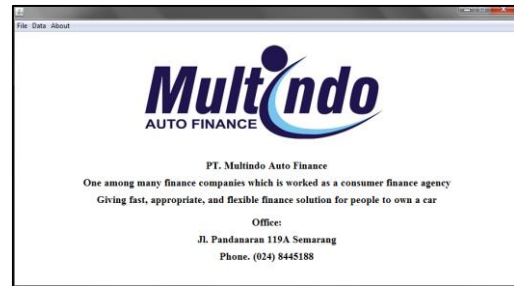 File Data About
Multindo
AUTO FINANCE
PT. Multindo Auto Finance
One among many finance companies which is worked as a consumer finance agency
Giving fast, appropriate, and flexible finance solution for people to own a car
Office:
Jl. Pandanaran 119A Semarang
Phone. (024) 8445188